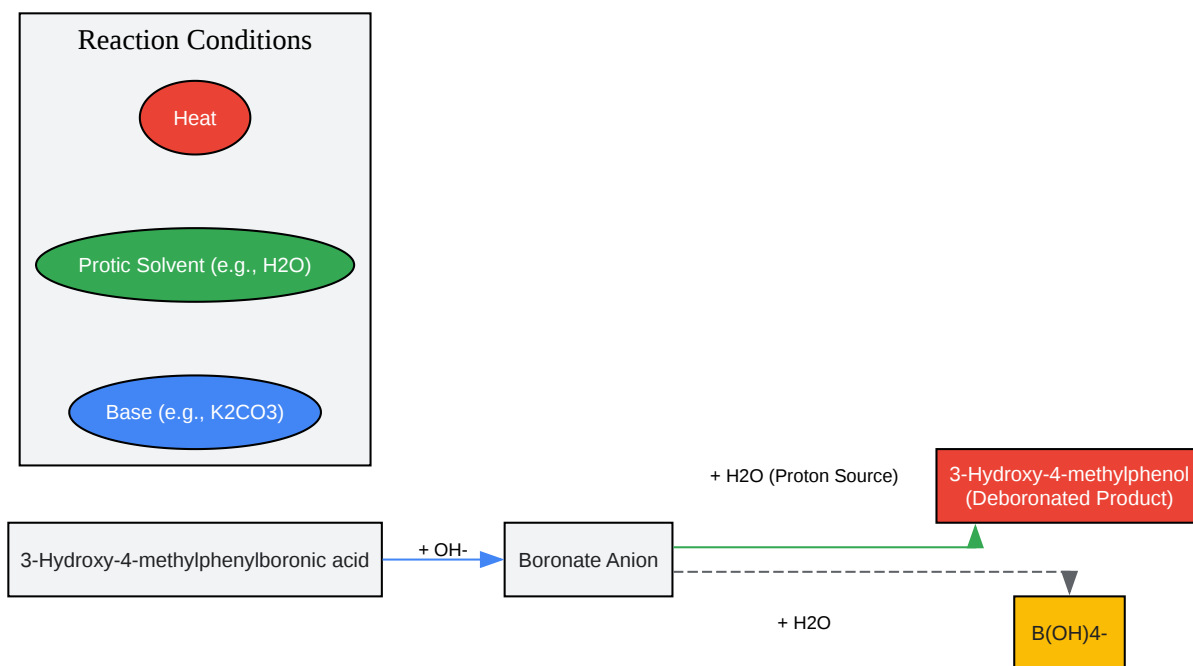 Reaction Conditions
Heat
Protic Solvent (e.g., H2O)
Base (e.g., K2CO3)
+ H2O (Proton Source)
3-Hydroxy-4-methylphenol
(Deboronated Product)
3-Hydroxy-4-methylphenylboronic acid
+ OH-
Boronate Anion
+ H2O
B(OH)4-